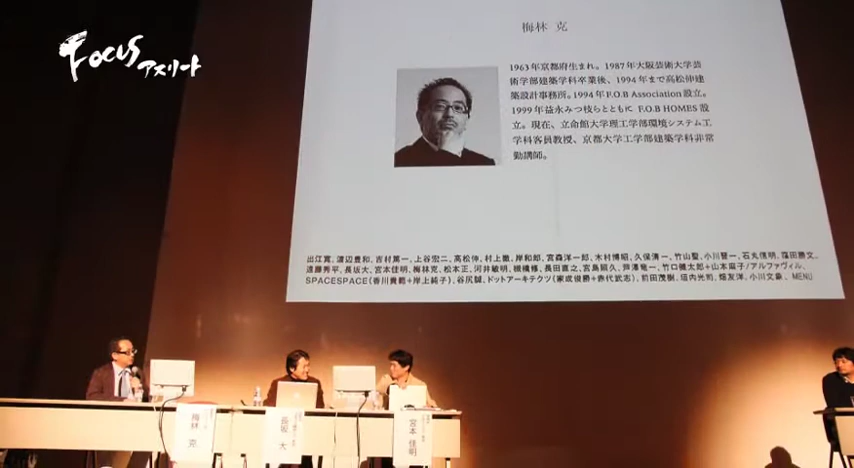 Focus
アスリート
梅林 克
1963年京都府生まれ。1987年大阪芸術大学芸
術学部建築学科卒業後、1994年まで高松伸建
築設計事務所。1994年F.O.B Association設立。
1999年益永みつ枝らとともに F.O.B HOMES設
立。現在、立命館大学理工学部環境システム工
学科客員教授、京都大学工学部建築学科非常
勤講師。
出江寛, 渡辺豊和, 吉村篤一, 上谷宏二, 高松伸, 村上徹, 岸和郎, 宮森洋一郎, 木村博昭, 久保清一, 竹山聖, 小川晋一, 石丸信明, 窪田勝文,
遠藤秀平, 長坂大, 宮本佳明, 梅林克, 松本正, 河井敏明, 槻橋修, 長田直之, 宮島照久, 芦澤竜一, 竹口健太郎+山本麻子/アルファヴィル,
SPACESPACE(香川貴範+岸上純子), 谷尻誠, ドットアーキテクツ(家成俊勝+赤代武志), 前田茂樹, 垣内光司, 畑友洋, 小川文象, MENU
梅林 克
長坂 大
宮本 佳明